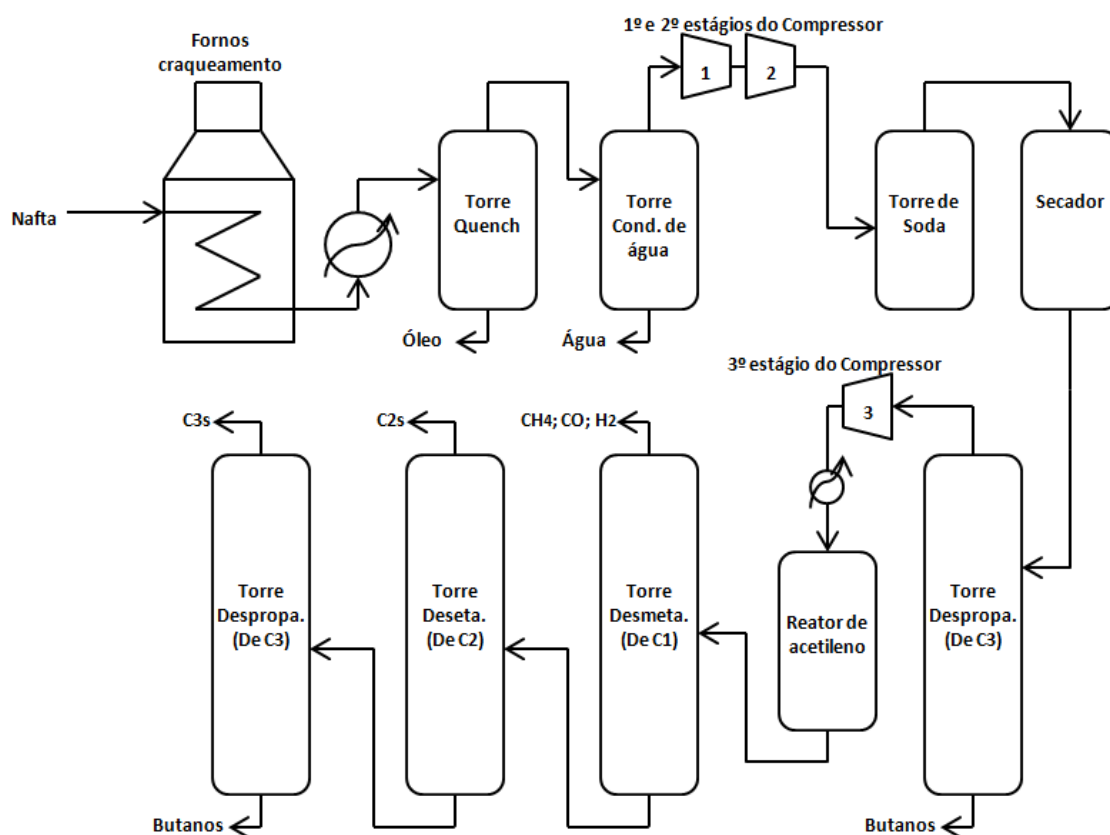 1º e 2º estágios do Compressor
Fornos
craqueamento
1
2
Nafta
Torre
Quench
Torre
Cond. de
água
Torre de
Soda
Secador
Óleo
Água
3º estágio do Compressor
3
C3s
C2s
CH4; CO; H2
Torre
Despropa.
(De C3)
Torre
Deseta.
(De C2)
Torre
Desmeta.
(De C1)
Reator de
acetileno
Torre
Despropa.
(De C3)
Butanos
Butanos